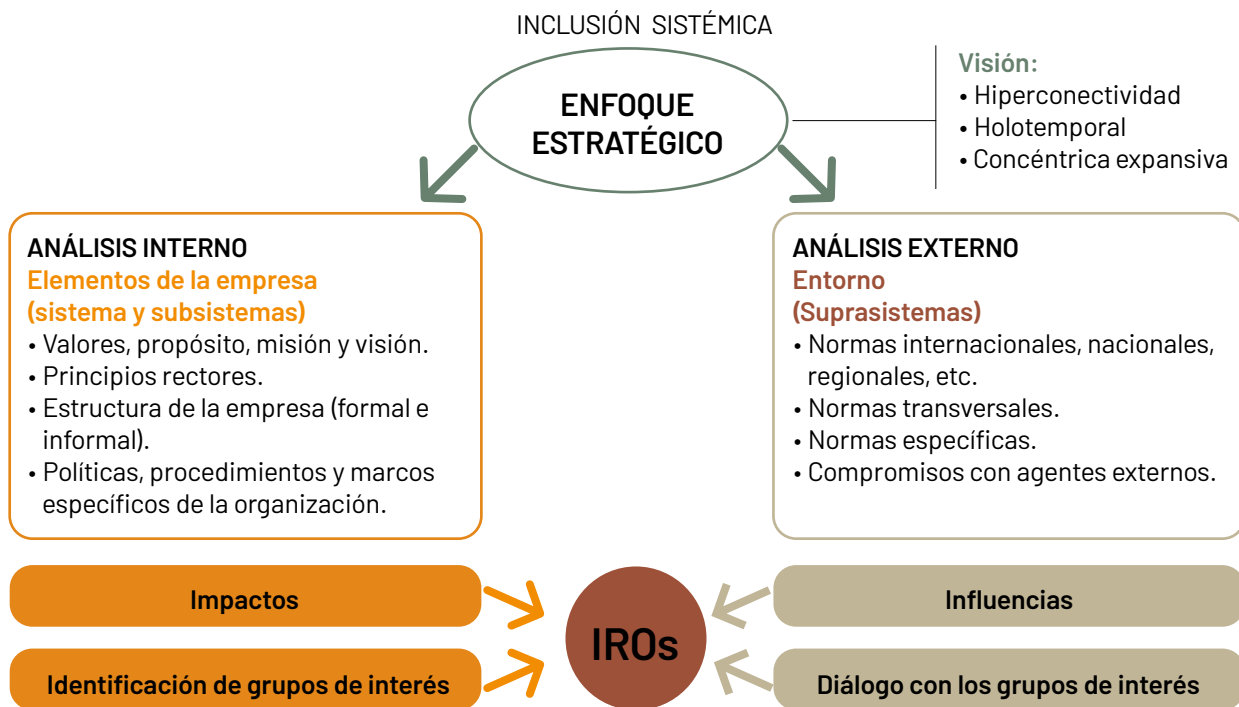 INCLUSIÓN SISTÉMICA
ENFOQUE
ESTRATÉGICO
Visión:
• Hiperconectividad
• Holotemporal
• Concéntrica expansiva
ANÁLISIS INTERNO
Elementos de la empresa
(sistema y subsistemas)
• Valores, propósito, misión y visión.
• Principios rectores.
• Estructura de la empresa (formal e
informal).
• Políticas, procedimientos y marcos
específicos de la organización.
ANÁLISIS EXTERNO
Entorno
(Suprasistemas)
• Normas internacionales, nacionales,
regionales, etc.
• Normas transversales.
• Normas específicas.
• Compromisos con agentes externos.
Impactos
Identificación de grupos de interés
IROs
Influencias
Diálogo con los grupos de interés